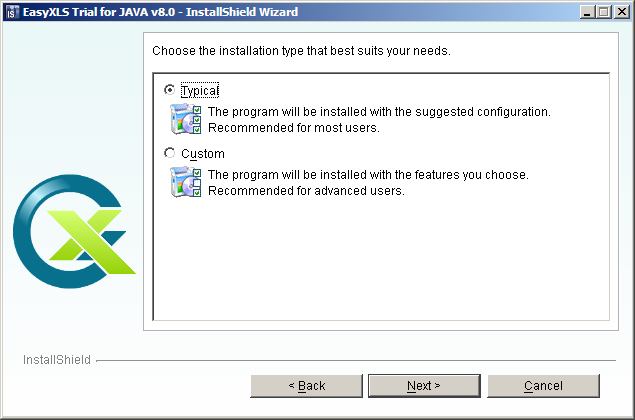 EasyXLS Trial for JAVA v8.0 - InstallShield Wizard
Choose the installation type that best suits your needs.
Typical
The program will be installed with the suggested configuration.
Recommended for most users.
Custom
The program will be installed with the features you choose.
Recommended for advanced users.
InstallShield
< Back
Next >
Cancel